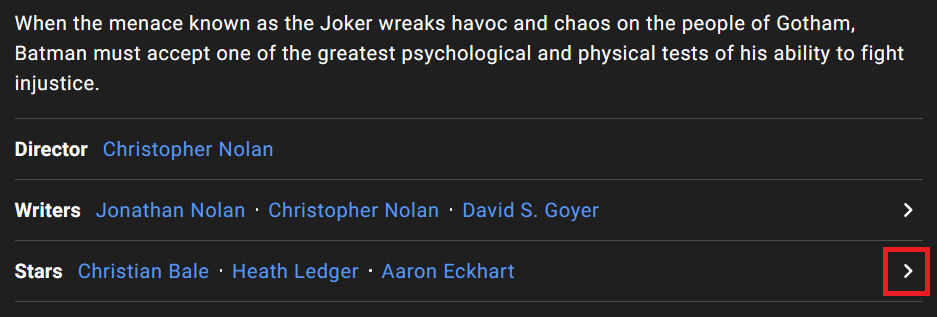 When the menace known as the Joker wreaks havoc and chaos on the people of Gotham,
Batman must accept one of the greatest psychological and physical tests of his ability to fight
injustice.
Director Christopher Nolan
Writers Jonathan Nolan · Christopher Nolan · David S. Goyer
Stars Christian Bale · Heath Ledger · Aaron Eckhart